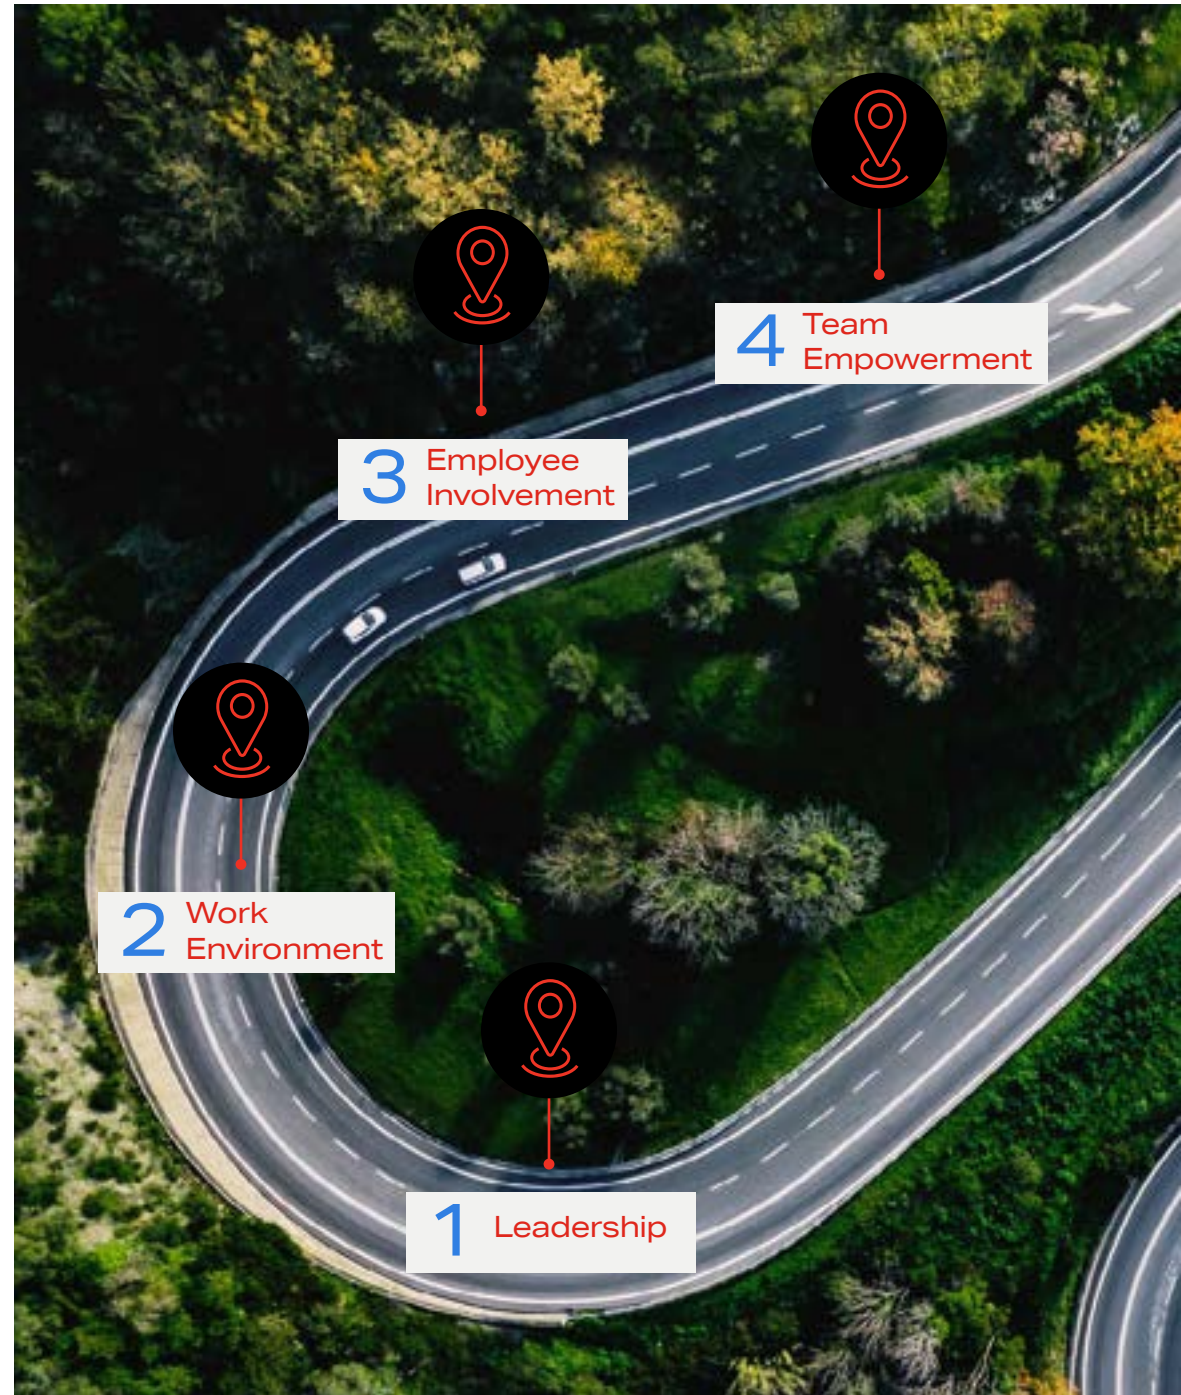 4 Team
Empowerment
3 Employee
Involvement
2 Work
Environment
1 Leadership